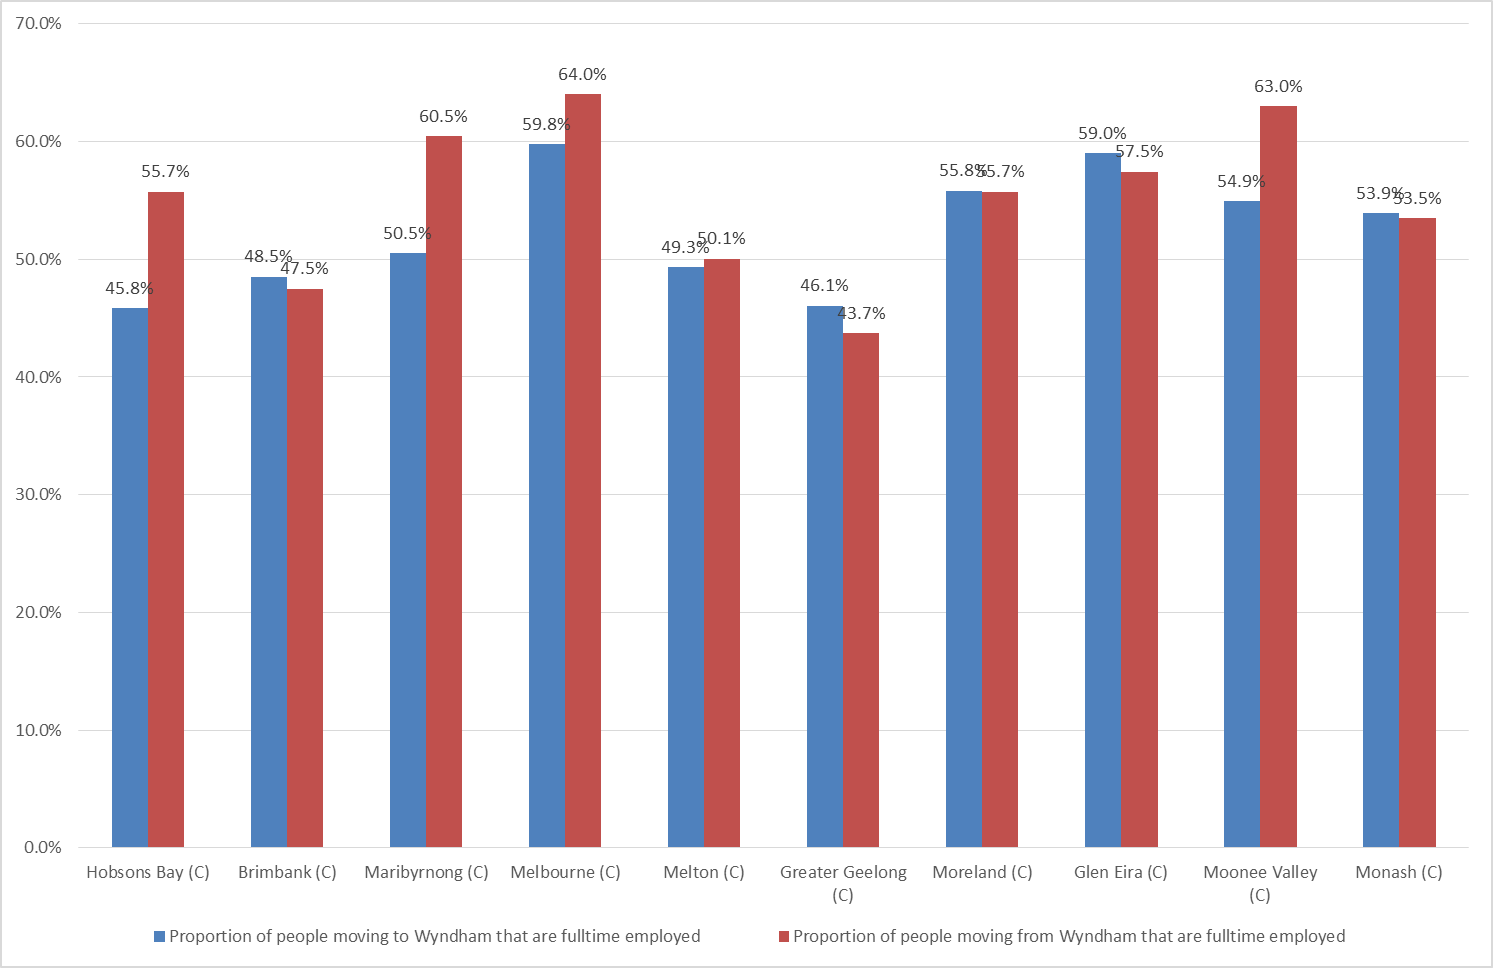 70.0%
60.0%
50.0%
40.0%
30.0%
20.0%
10.0%
0.0%
45.8%
55.7%
48.5%
47.5%
50.5%
60.5%
59.8%
64.0%
49.3%
50.1%
46.1%
43.7%
55.8%
55.7%
59.0%
57.5%
54.9%
63.0%
53.9%
53.5%
Hobsons Bay (C)
Brimbank (C)
Maribyrnong (C)
Melbourne (C)
Melton (C)
Greater Geelong
(C)
Moreland (C)
Glen Eira (C)
Moonee Valley
(C)
Monash (C)
Proportion of people moving to Wyndham that are fulltime employed
Proportion of people moving from Wyndham that are fulltime employed